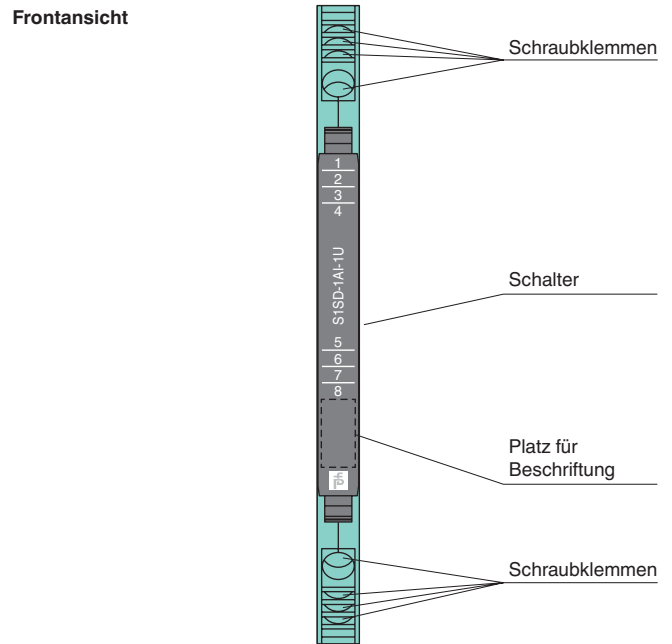 Frontansicht
Schraubklemmen
1
2
3
4
S1SD-1AI-1U
Schalter
5
6
7
8
Platz für
Beschriftung
Schraubklemmen